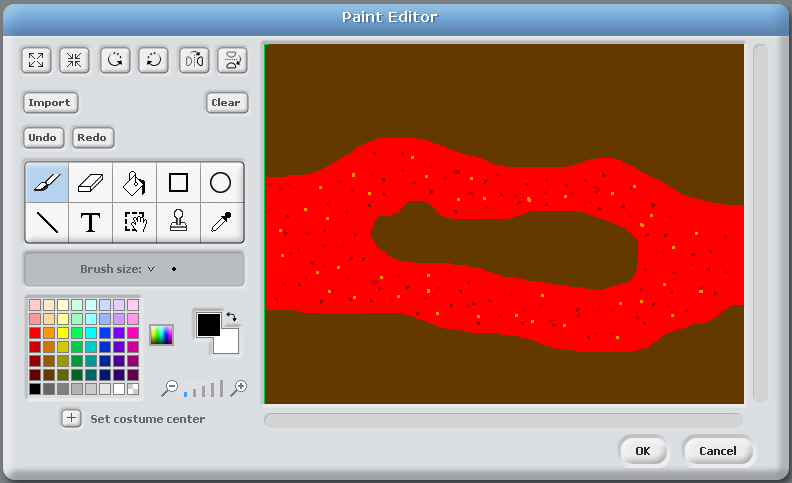 Paint Editor
Import
Clear
Undo
Redo
T
Brush size:
Set costume center
OK
Cancel